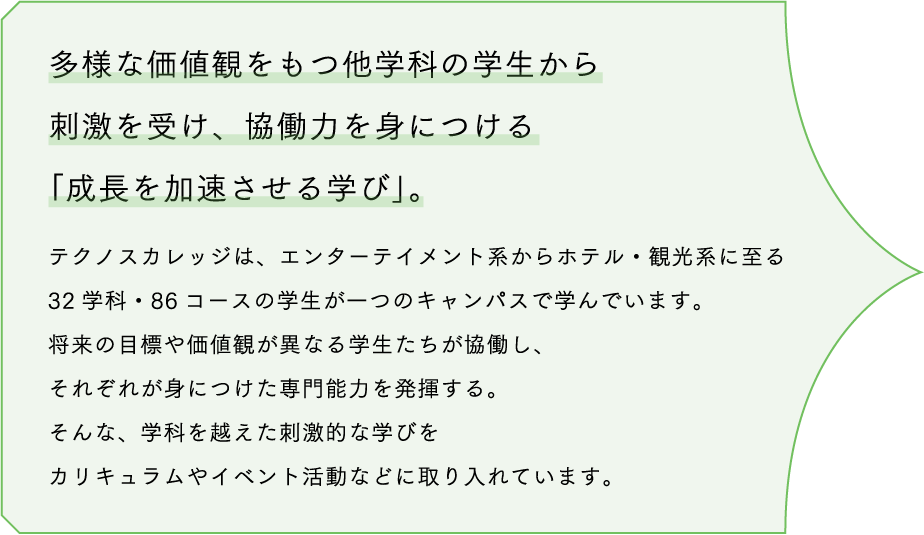 多様な価値観をもつ他学科の学生から
刺激を受け、協働力を身につける
「成長を加速させる学び」。
テクノスカレッジは、エンターテイメント系からホテル・観光系に至る
32 学科・86 コースの学生が一つのキャンパスで学んでいます。
将来の目標や価値観が異なる学生たちが協働し、
それぞれが身につけた専門能力を発揮する。
そんな、学科を越えた刺激的な学びを
カリキュラムやイベント活動などに取り入れています。